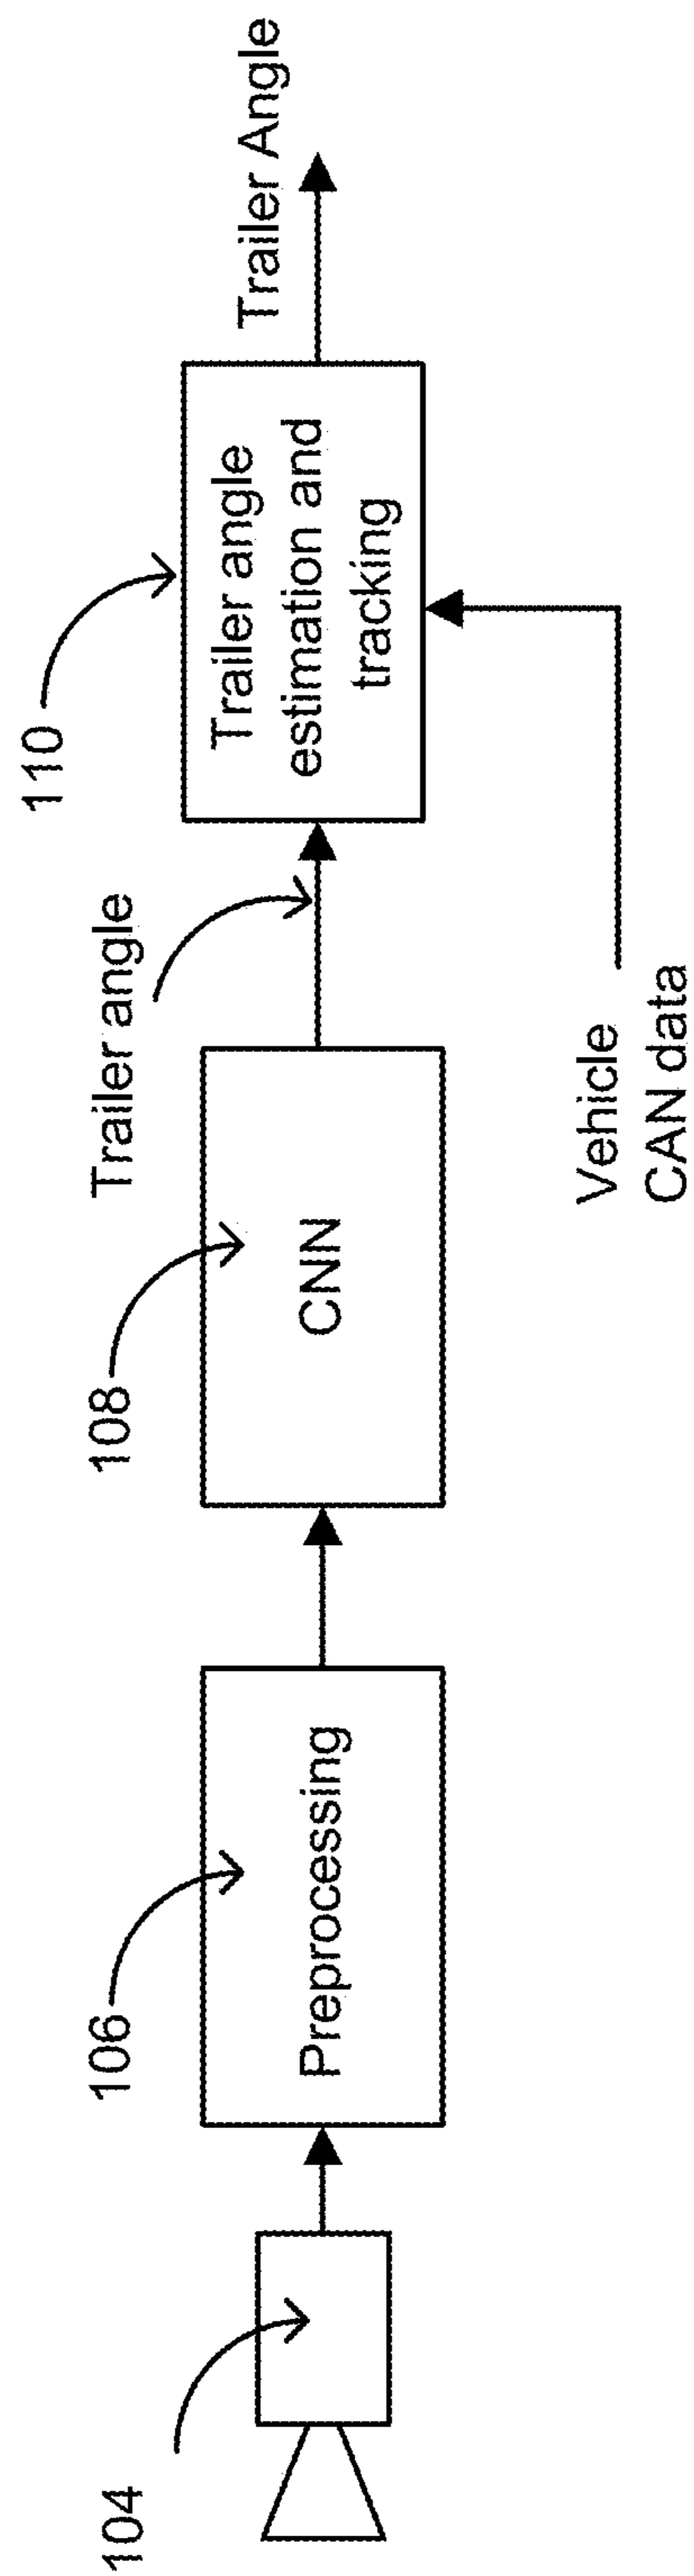 104
106
Preprocessing
108
CNN
Trailer angle
110
Trailer angle
estimation and
tracking
Trailer Angle
Vehicle
CAN data